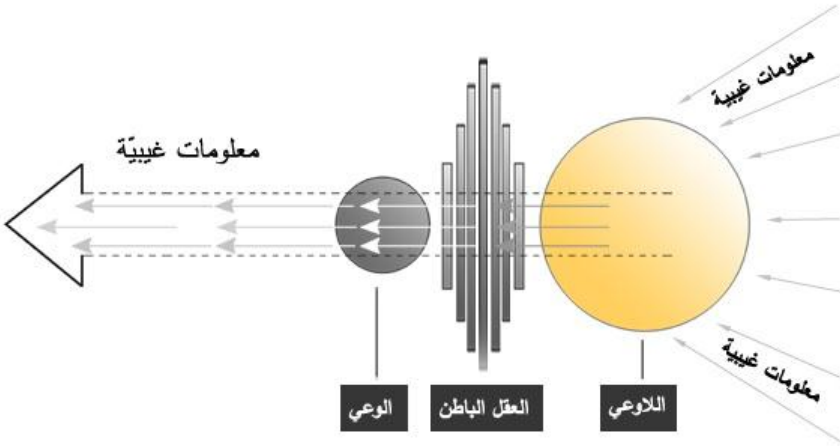 معلومات غيبية
معلومات غيبيّة
معلومات غيبية
اللاوعي
العقل الباطن
الوعي